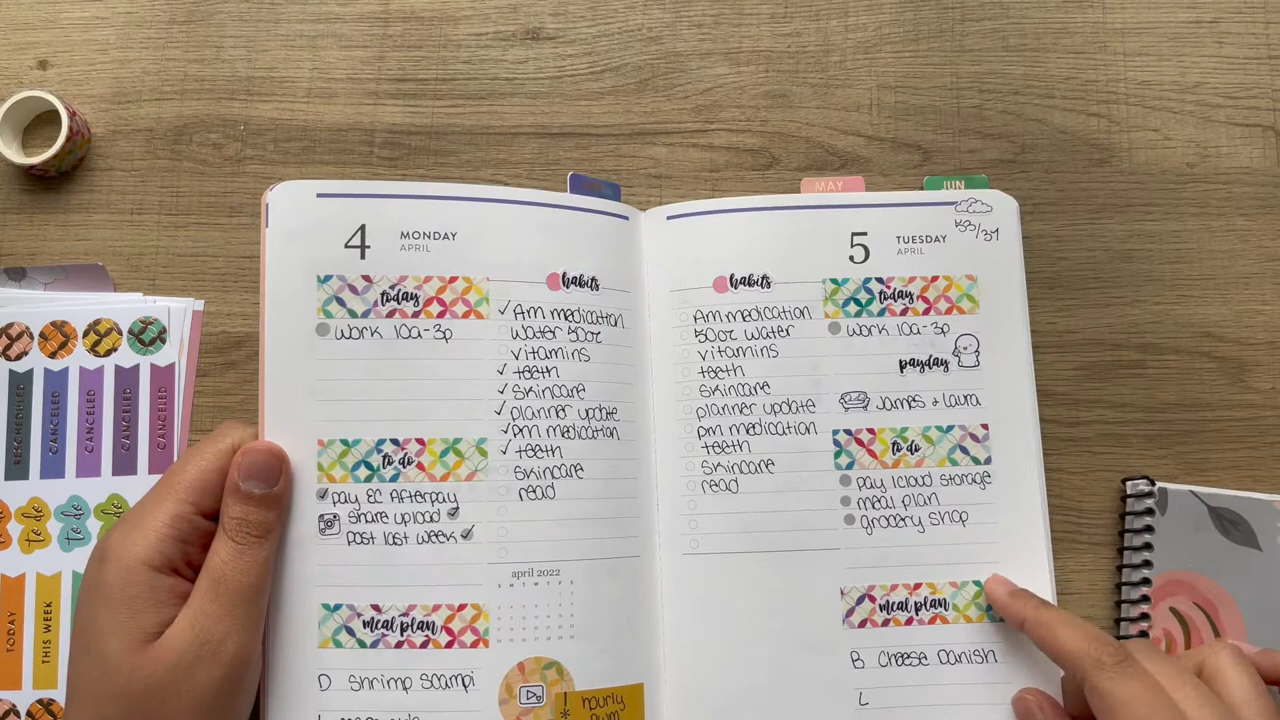 MAY
JUN
4 MONDAY
APRIL
today
work 10a-3p
to do
pay EC Afterpay
share upload
post last week
meal plan
D Shrimp Scampi
habits
Am medication
water 50oz
vitamins
teeth
skincare
planner update
pm medication
teeth
skincare
read
april 2022
S M T W T F S
! hourly
*
habits
Am medication
50oz water
vitamins
teeth
skincare
planner update
pm medication
teeth
skincare
read
5 TUESDAY
APRIL
53/37
today
work 10a-3p
payday
James & Laura
to do
pay icloud storage
meal plan
grocery shop
meal plan
B Cheese Danish
L
RESCHEDULED
CANCELED
CANCELED
CANCELED
CANCELED
to do
to do
to do
TODAY
THIS WEEK